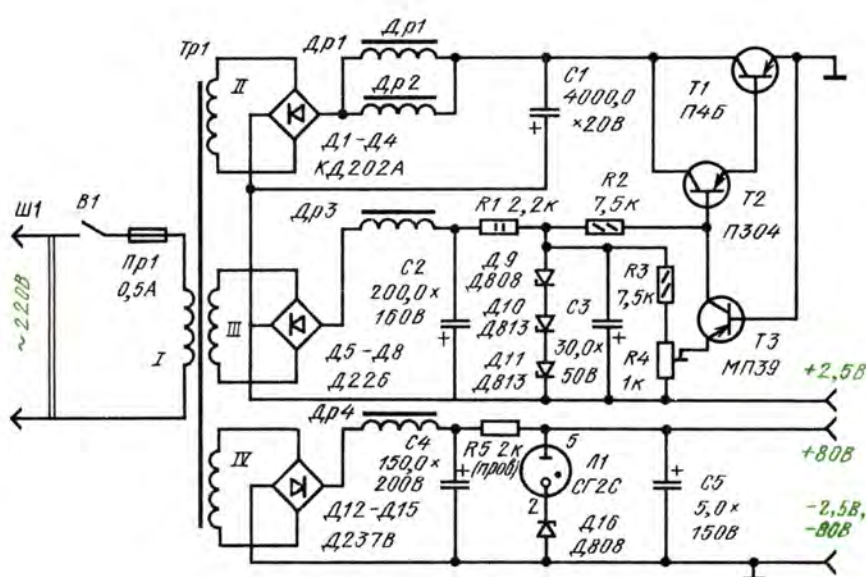 Тр1
II
Др1
Др1
Др2
Д1-Д4
КД202А
С1
4000,0
×20В
+
Т1
П4Б
Т2
П304
Ш1
В1
Пр1
0,5А
~220В
I
III
Др3
R1 2,2к
R2
7,5к
С2
200,0×
160В
+
Д5-Д8
Д226
Д9
Д808
Д10
Д813
Д11
Д813
С3
30,0×
50В
+
R3
7,5к
R4
1к
Т3
МП39
+2,5В
IV
Др4
С4
150,0×
200В
+
R5 2к
(проб)
Д12-Д15
Д237В
5
Л1
СГ2С
2
Д16
Д808
+
С5
5,0×
150В
+80В
-2,5В,
-80В